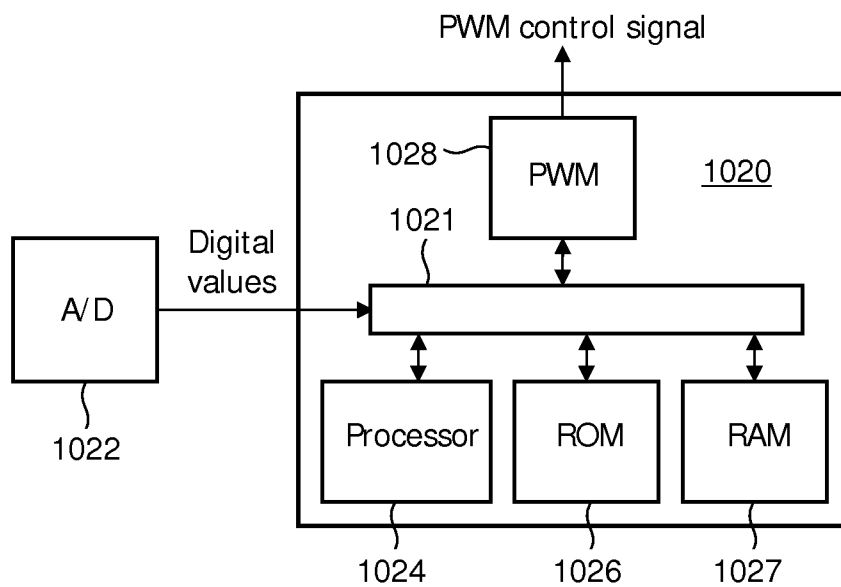 PWM control signal
1028
PWM
1020
1021
Digital
values
A/D
1022
Processor
ROM
RAM
1024
1026
1027